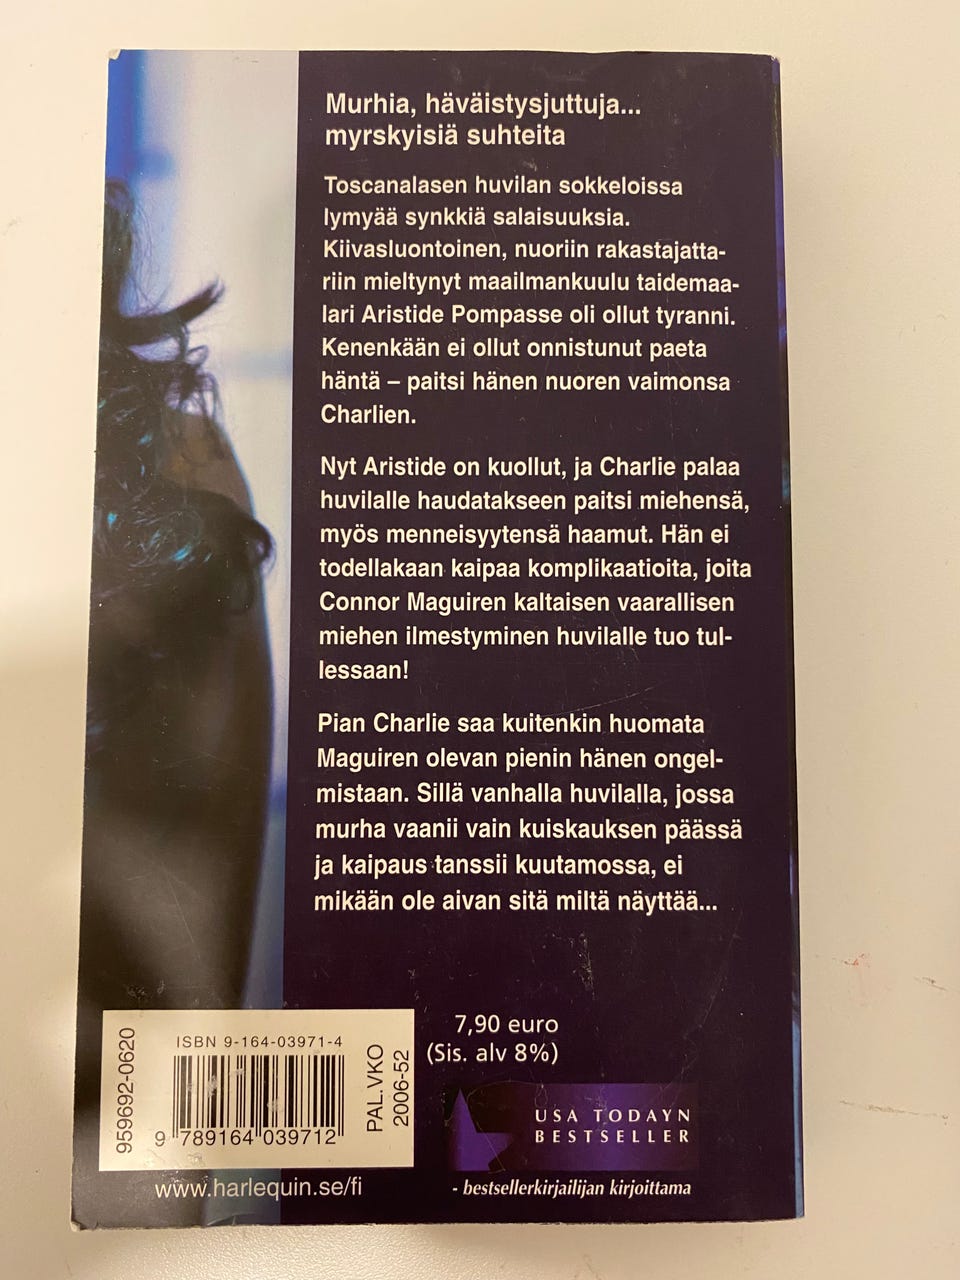 Murhia, häväistysjuttuja...
myrskyisiä suhteita
Toscanalasen huvilan sokkeloissa
lymyää synkkiä salaisuuksia.
Kiivasluontoinen, nuoriin rakastajatta-
riin mieltynyt maailmankuulu taidemaa-
lari Aristide Pompasse oli ollut tyranni.
Kenenkään ei ollut onnistunut paeta
häntä – paitsi hänen nuoren vaimonsa
Charlien.
Nyt Aristide on kuollut, ja Charlie palaa
huvilalle haudatakseen paitsi miehensä,
myös menneisyytensä haamut. Hän ei
todellakaan kaipaa komplikaatioita, joita
Connor Maguiren kaltaisen vaarallisen
miehen ilmestyminen huvilalle tuo tul-
lessaan!
Pian Charlie saa kuitenkin huomata
Maguiren olevan pienin hänen ongel-
mistaan. Sillä vanhalla huvilalla, jossa
murha vaanii vain kuiskauksen päässä
ja kaipaus tanssii kuutamossa, ei
mikään ole aivan sitä miltä näyttää...
959692-0620
ISBN 9-164-03971-4
9 789164 039712
PAL.VKO
2006-52
www.harlequin.se/fi
7,90 euro
(Sis. alv 8%)
USA TODAYN
BESTSELLER
- bestsellerkirjailijan kirjoittama